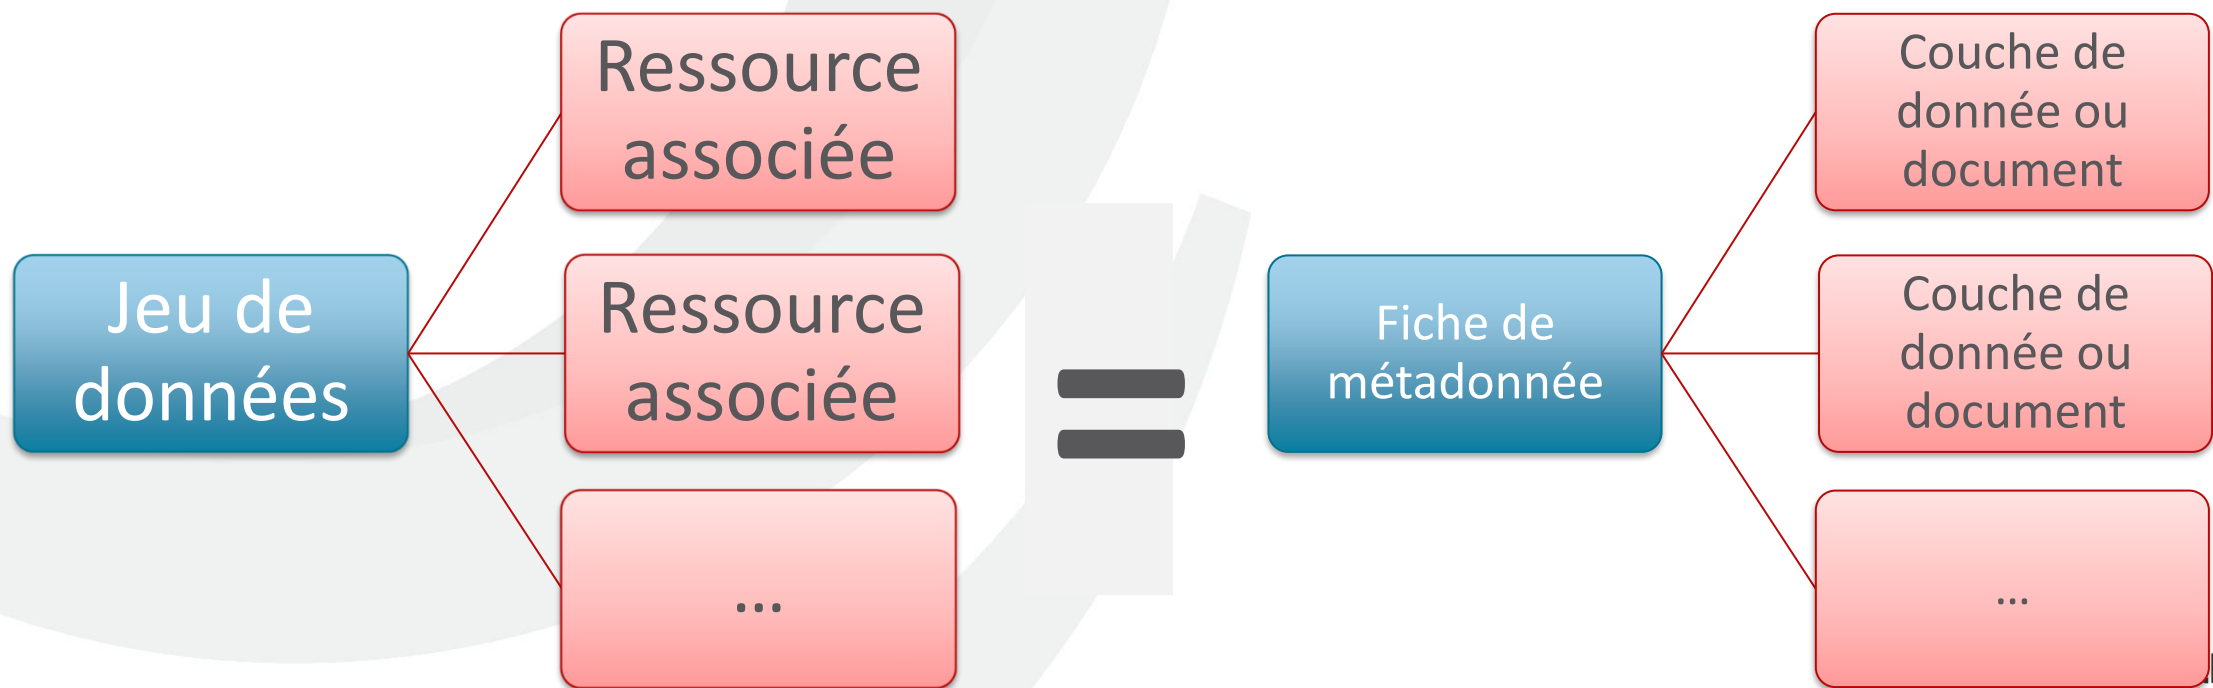 Ressource
associée
Jeu de
données
Ressource
associée
...
=
Couche de
donnée ou
document
Fiche de
métadonnée
Couche de
donnée ou
document
...